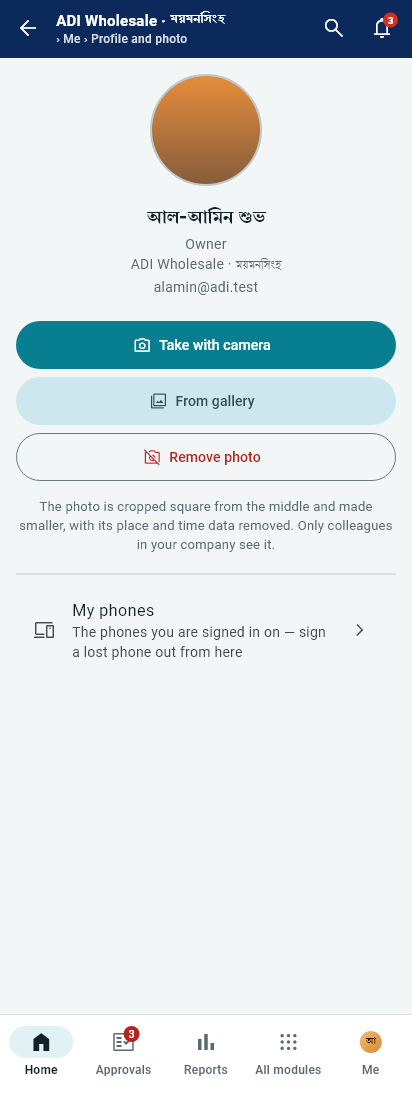 ADI Wholesale · ময়মনসিংহ
› Me › Profile and photo
3
আল-আমিন শুভ
Owner
ADI Wholesale · ময়মনসিংহ
alamin@adi.test
Take with camera
From gallery
Remove photo
The photo is cropped square from the middle and made
smaller, with its place and time data removed. Only colleagues
in your company see it.
My phones
The phones you are signed in on — sign
a lost phone out from here
3
আ
Home Approvals Reports All modules Me